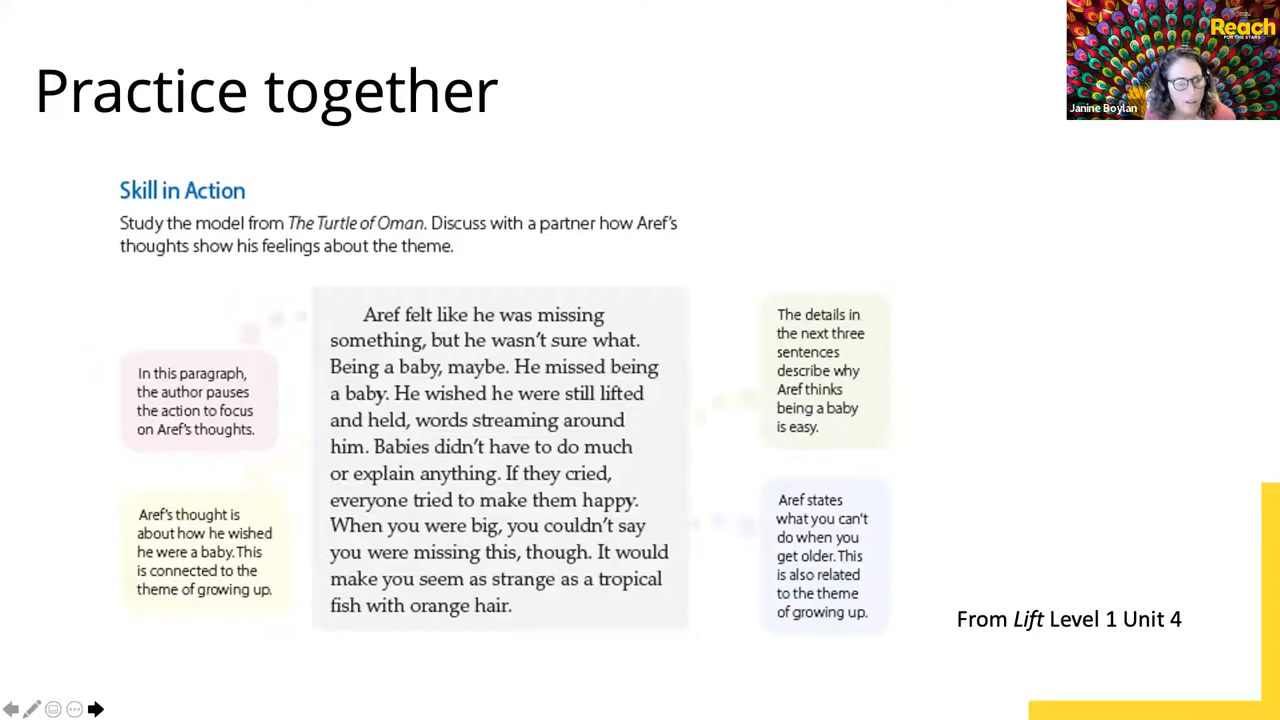 Practice together
Reach
FOR THE STARS
Janine Boylan
Skill in Action
Study the model from The Turtle of Oman. Discuss with a partner how Aref's
thoughts show his feelings about the theme.
In this paragraph,
the author pauses
the action to focus
on Aref's thoughts.
Aref's thought is
about how he wished
he were a baby. This
is connected to the
theme of growing up.
Aref felt like he was missing
something, but he wasn't sure what.
Being a baby, maybe. He missed being
a baby. He wished he were still lifted
and held, words streaming around
him. Babies didn't have to do much
or explain anything. If they cried,
everyone tried to make them happy.
When you were big, you couldn't say
you were missing this, though. It would
make you seem as strange as a tropical
fish with orange hair.
The details in
the next three
sentences
describe why
Aref thinks
being a baby
is easy.
Aref states
what you can't
do when you
get older. This
is also related
to the theme
of growing up.
From Lift Level 1 Unit 4